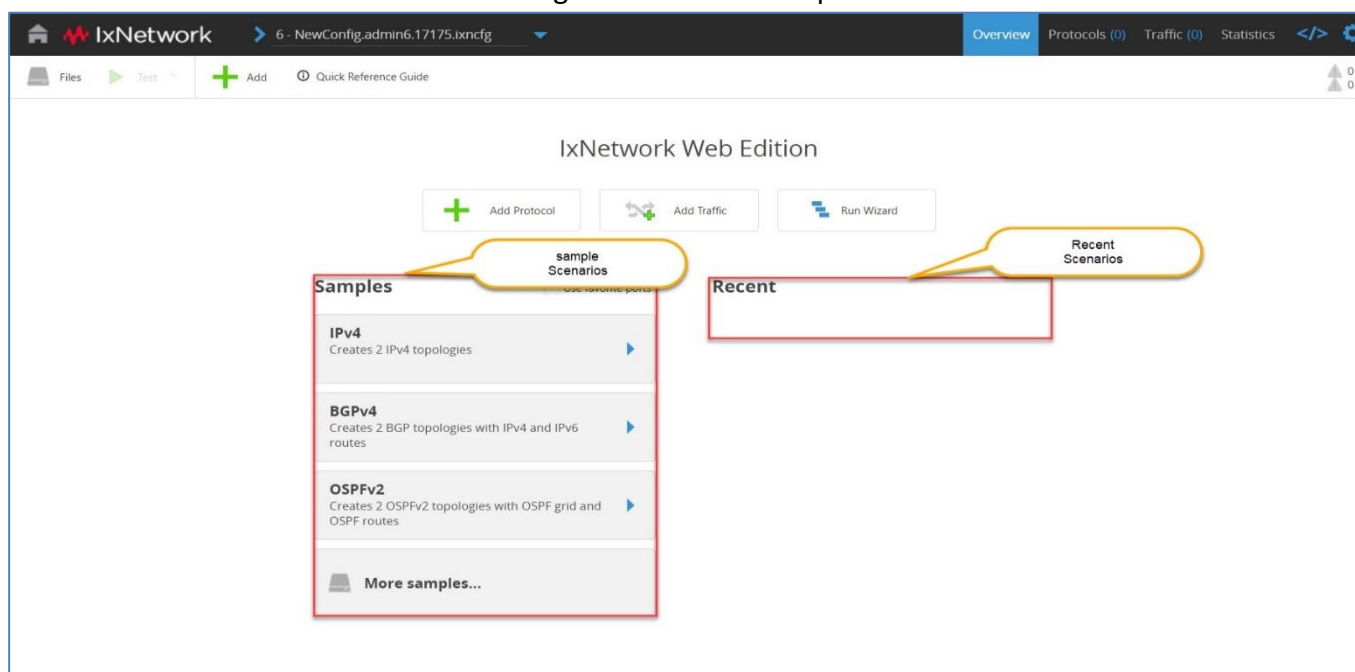 IxNetwork
6 - NewConfig.admin6.17175.ixncfg
Overview
Protocols (0)
Traffic (0)
Statistics
</>
Files
Test
Add
Quick Reference Guide
0
0
IxNetwork Web Edition
Add Protocol
Add Traffic
Run Wizard
sample
Scenarios
Recent
Scenarios
Samples
Use favorite ports
Recent
IPv4
Creates 2 IPv4 topologies
BGPv4
Creates 2 BGP topologies with IPv4 and IPv6
routes
OSPFv2
Creates 2 OSPFv2 topologies with OSPF grid and
OSPF routes
More samples...